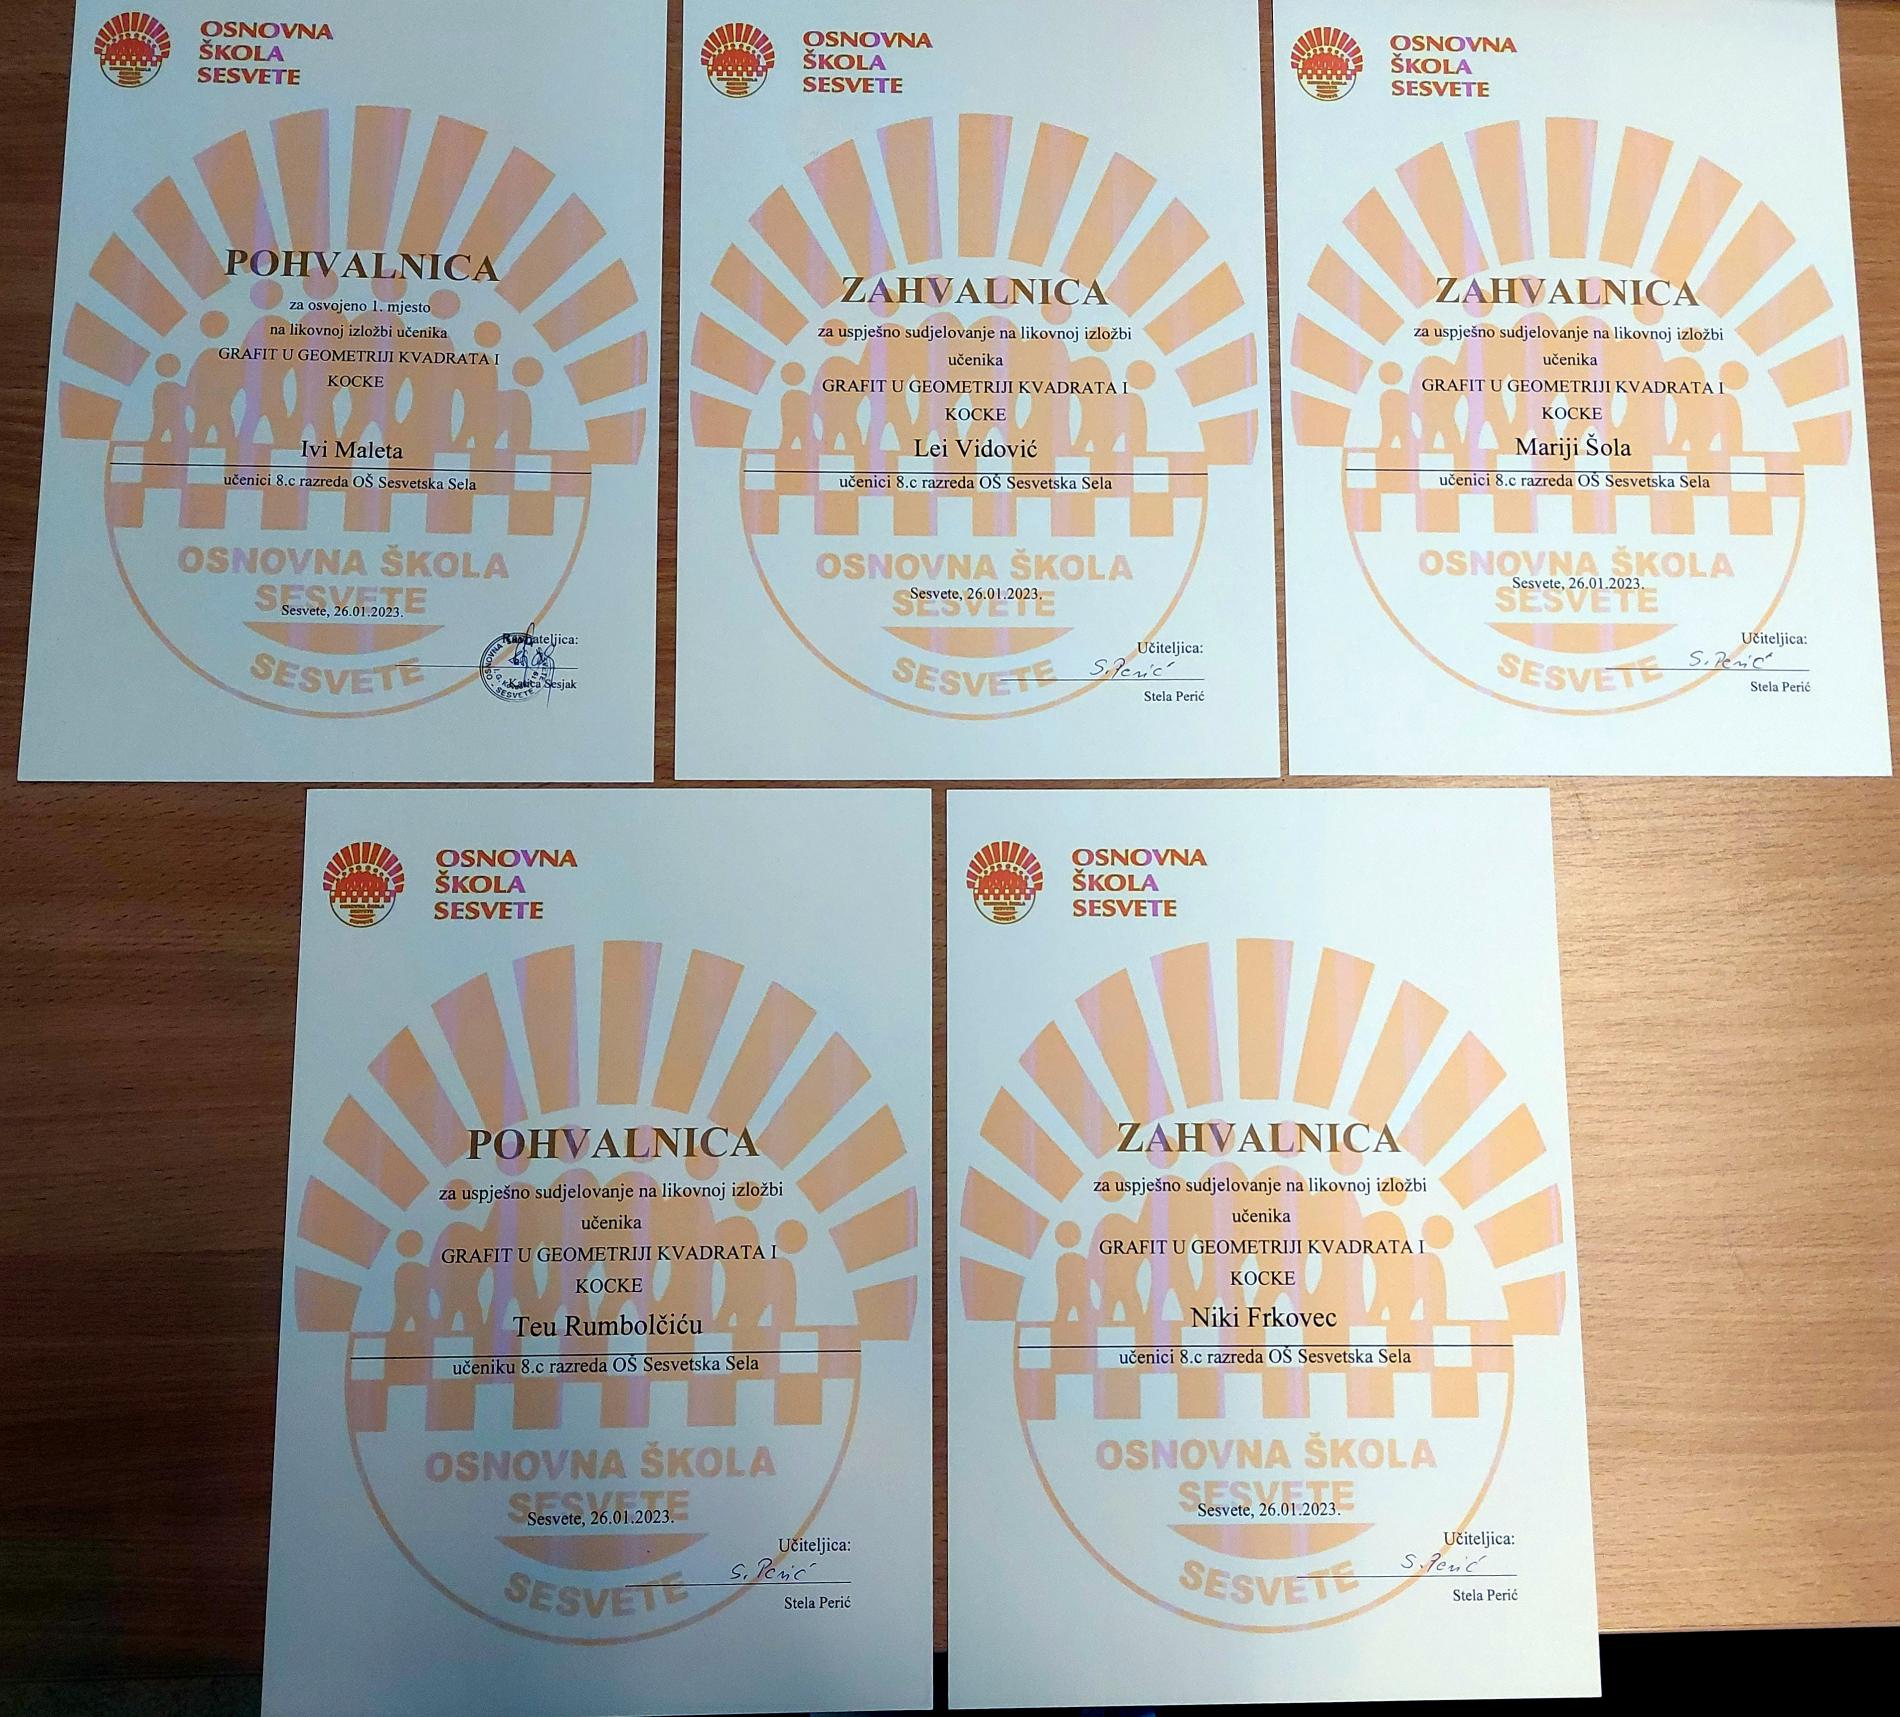 OSNOVNA
ŠKOLA
SESVETE
POHVALNICA
za osvojeno 1. mjesto
na likovnoj izložbi učenika
GRAFIT U GEOMETRIJI KVADRATA I
KOCKE
Ivi Maleta
učenici 8.c razreda OŠ Sesvetska Sela
OSNOVNA ŠKOLA
SESVETE
Sesvete, 26.01.2023.
Ravnateljica:
SESVETE
Katica Sesjak
OSNOVNA
ŠKOLA
SESVETE
ZAHVALNICA
za uspješno sudjelovanje na likovnoj izložbi
učenika
GRAFIT U GEOMETRIJI KVADRATA I
KOCKE
Lei Vidović
učenici 8.c razreda OŠ Sesvetska Sela
OSNOVNA ŠKOLA
SESVETE
Sesvete, 26.01.2023.
Učiteljica:
S. Perić
SESVETE
Stela Perić
OSNOVNA
ŠKOLA
SESVETE
ZAHVALNICA
za uspješno sudjelovanje na likovnoj izložbi
učenika
GRAFIT U GEOMETRIJI KVADRATA I
KOCKE
Mariji Šola
učenici 8.c razreda OŠ Sesvetska Sela
OSNOVNA ŠKOLA
Sesvete, 26.01.2023.
SESVETE
Učiteljica:
S. Perić
SESVETE
Stela Perić
OSNOVNA
ŠKOLA
SESVETE
POHVALNICA
za uspješno sudjelovanje na likovnoj izložbi
učenika
GRAFIT U GEOMETRIJI KVADRATA I
KOCKE
Teu Rumbolčiću
učeniku 8.c razreda OŠ Sesvetska Sela
OSNOVNA ŠKOLA
SESVETE
Sesvete, 26.01.2023.
Učiteljica:
S. Perić
SESVETE
Stela Perić
OSNOVNA
ŠKOLA
SESVETE
ZAHVALNICA
za uspješno sudjelovanje na likovnoj izložbi
učenika
GRAFIT U GEOMETRIJI KVADRATA I
KOCKE
Niki Frkovec
učenici 8.c razreda OŠ Sesvetska Sela
OSNOVNA ŠKOLA
SESVETE
Sesvete, 26.01.2023.
Učiteljica:
S. Perić
SESVETE
Stela Perić